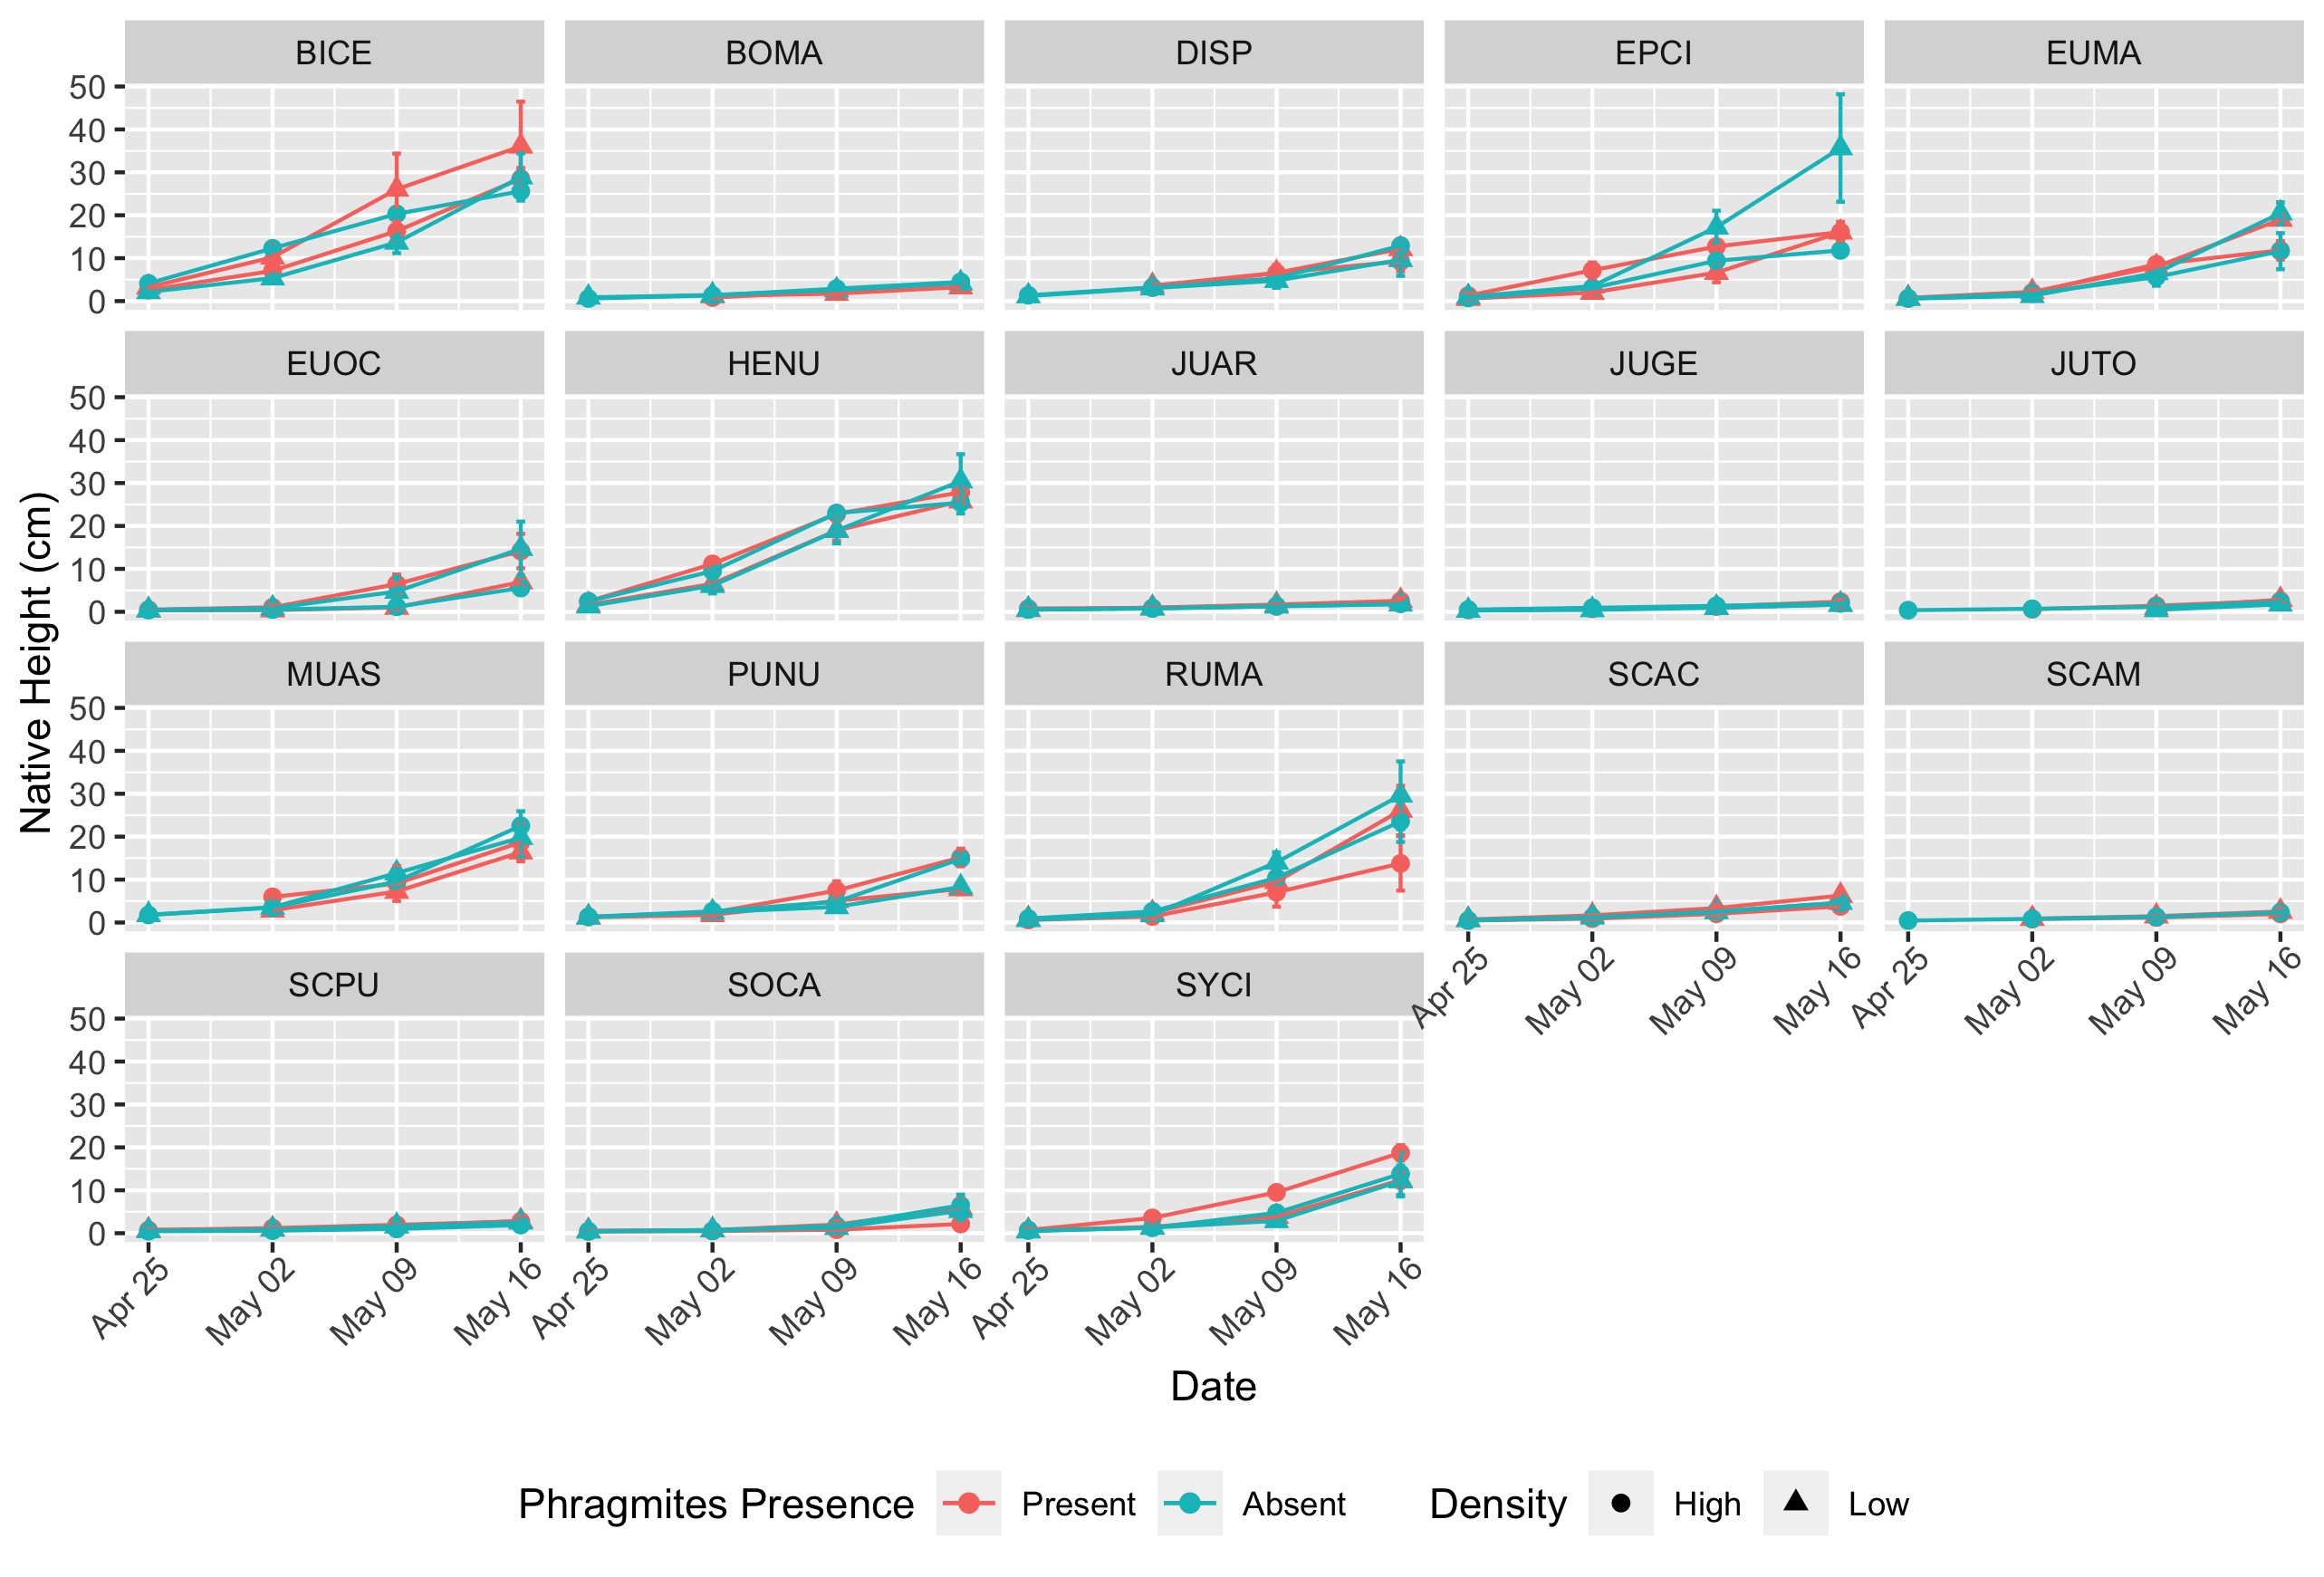 BICE BOMA DISP EPCI EUMA
50
40
30
20
10
0
EUOC HENU JUAR JUGE JUTO
50
40
30
20
10
0
MUAS PUNU RUMA SCAC SCAM
50
40
30
20
10
0
Apr 25 May 02 May 09 May 16 Apr 25 May 02 May 09 May 16
SCPU SOCA SYCI
50
40
30
20
10
0
Apr 25 May 02 May 09 May 16 Apr 25 May 02 May 09 May 16 Apr 25 May 02 May 09 May 16
Native Height (cm)
Date
Phragmites Presence Present Absent Density High Low